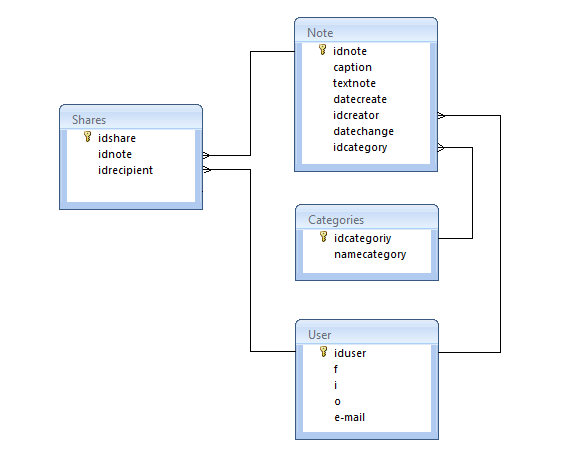 Note
idnote
caption
textnote
datecreate
idcreator
datechange
idcategory
Shares
idshare
idnote
idrecipient
Categories
idcategoriy
namecategory
User
iduser
f
i
o
e-mail